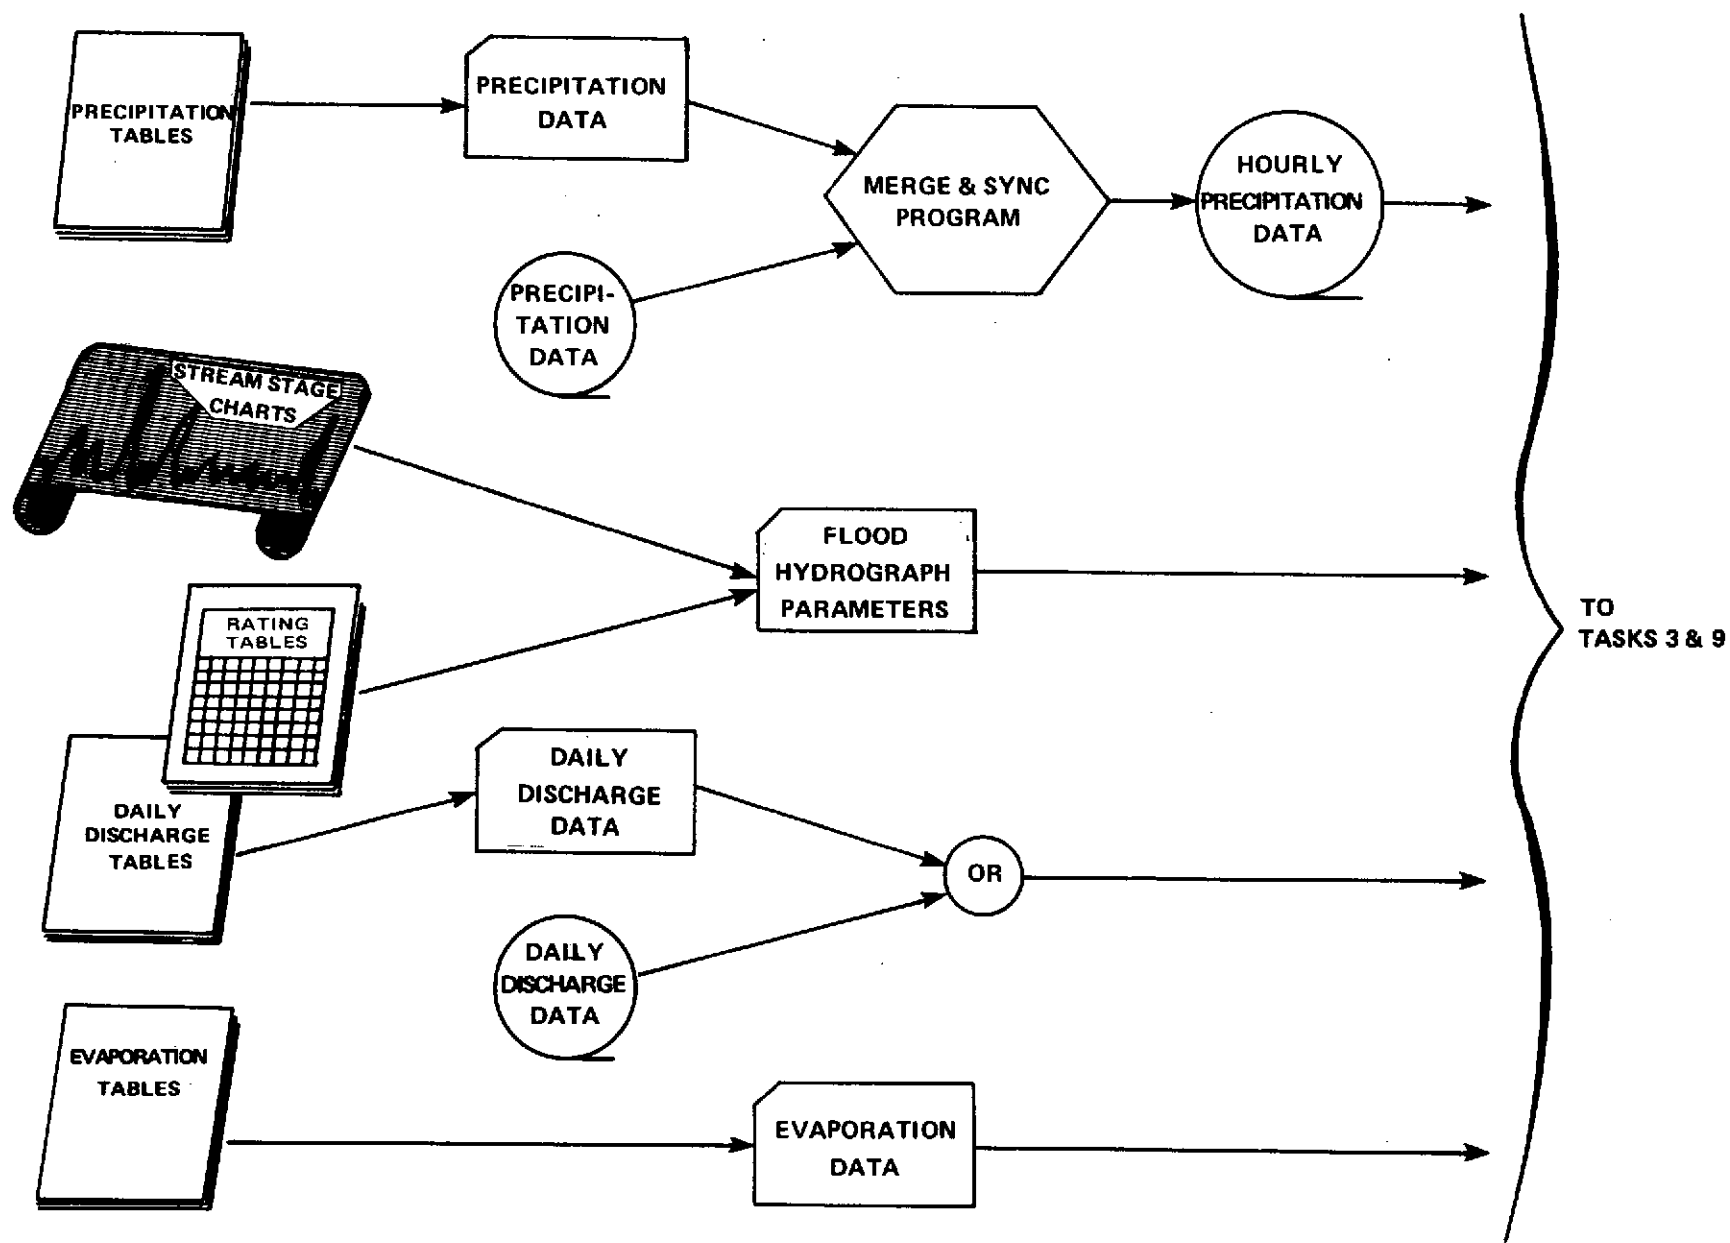 PRECIPITATION
TABLES
PRECIPITATION
DATA
MERGE & SYNC
PROGRAM
HOURLY
PRECIPITATION
DATA
PRECIPI-
TATION
DATA
STREAM STAGE
CHARTS
FLOOD
HYDROGRAPH
PARAMETERS
RATING
TABLES
TO
TASKS 3 & 9
DAILY
DISCHARGE
TABLES
DAILY
DISCHARGE
DATA
OR
DAILY
DISCHARGE
DATA
EVAPORATION
TABLES
EVAPORATION
DATA